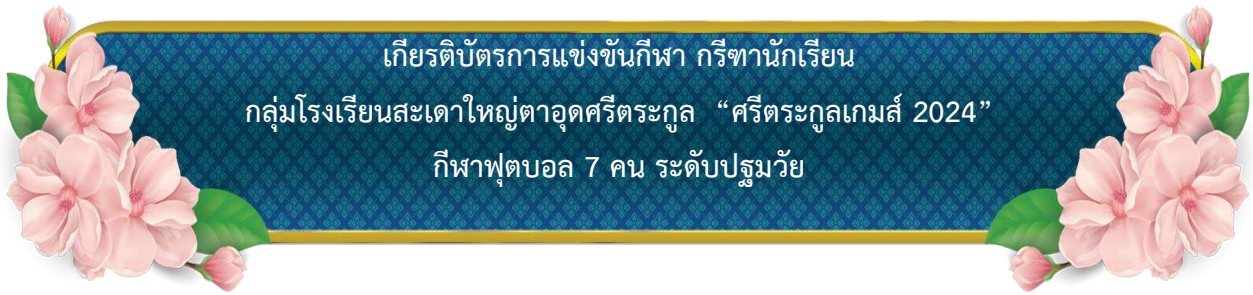 เกียรติบัตรการแข่งขันกีฬา กรีฑานักเรียน
กลุ่มโรงเรียนสะเดาใหญ่ตาอุดศรีตระกูล “ศรีตระกูลเกมส์ 2024”
กีฬาฟุตบอล 7 คน ระดับปฐมวัย